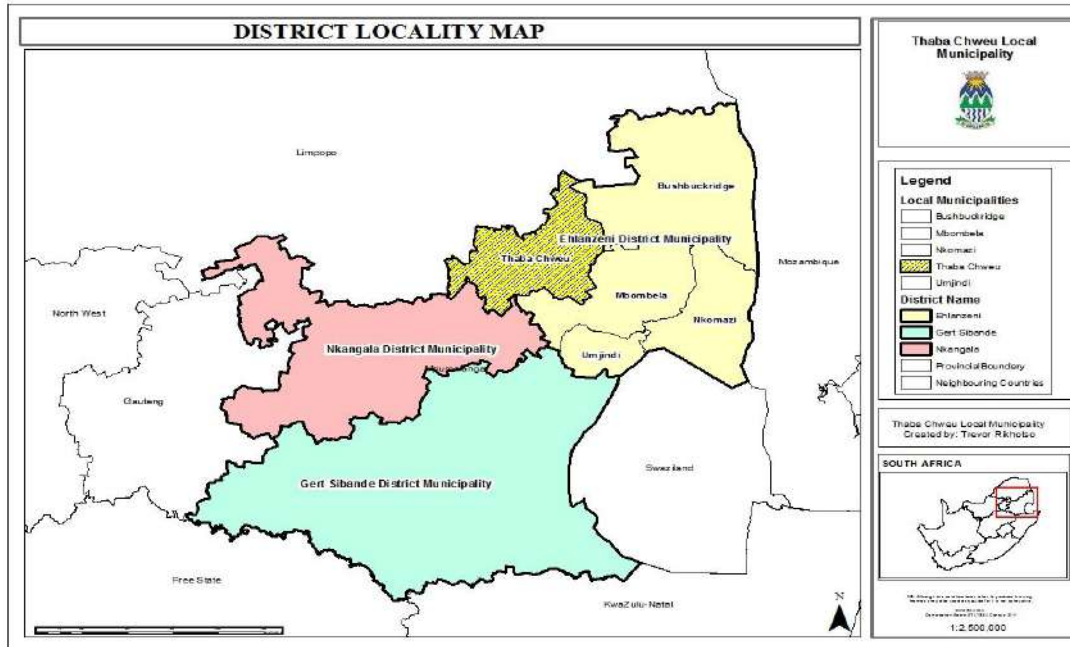 DISTRICT LOCALITY MAP
Limpopo
Bushbuckridge
Ehlanzeni District Municipality
Thaba Chweu
Mozambique
Mbombela
Nkomazi
North West
Nkangala District Municipality
Umjindi
Gauteng
Swaziland
Gert Sibande District Municipality
Free State
KwaZulu-Natal
N
Thaba Chweu Local
Municipality
Legend
Local Municipalities
Bushbuckridge
Mbombela
Nkomazi
Thaba Chweu
Umjindi
District Name
Ehlanzeni
Gert Sibande
Nkangala
Provincial Boundary
Neighbouring Countries
Thaba Chweu Local Municipality
Created by: Trevor Rikhotso
SOUTH AFRICA
1:2,500,000